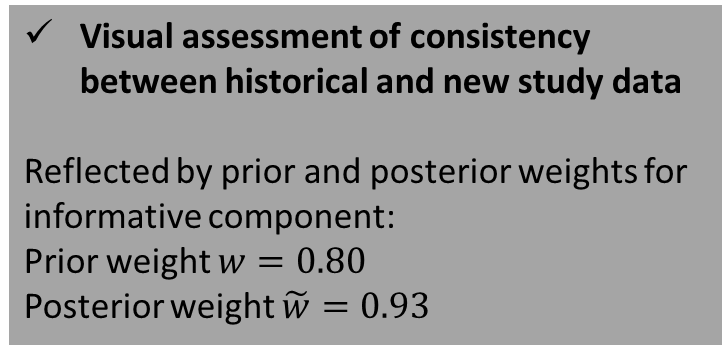 ✓ Visual assessment of consistency
between historical and new study data
Reflected by prior and posterior weights for
informative component:
Prior weight w = 0.80
Posterior weight w̃ = 0.93